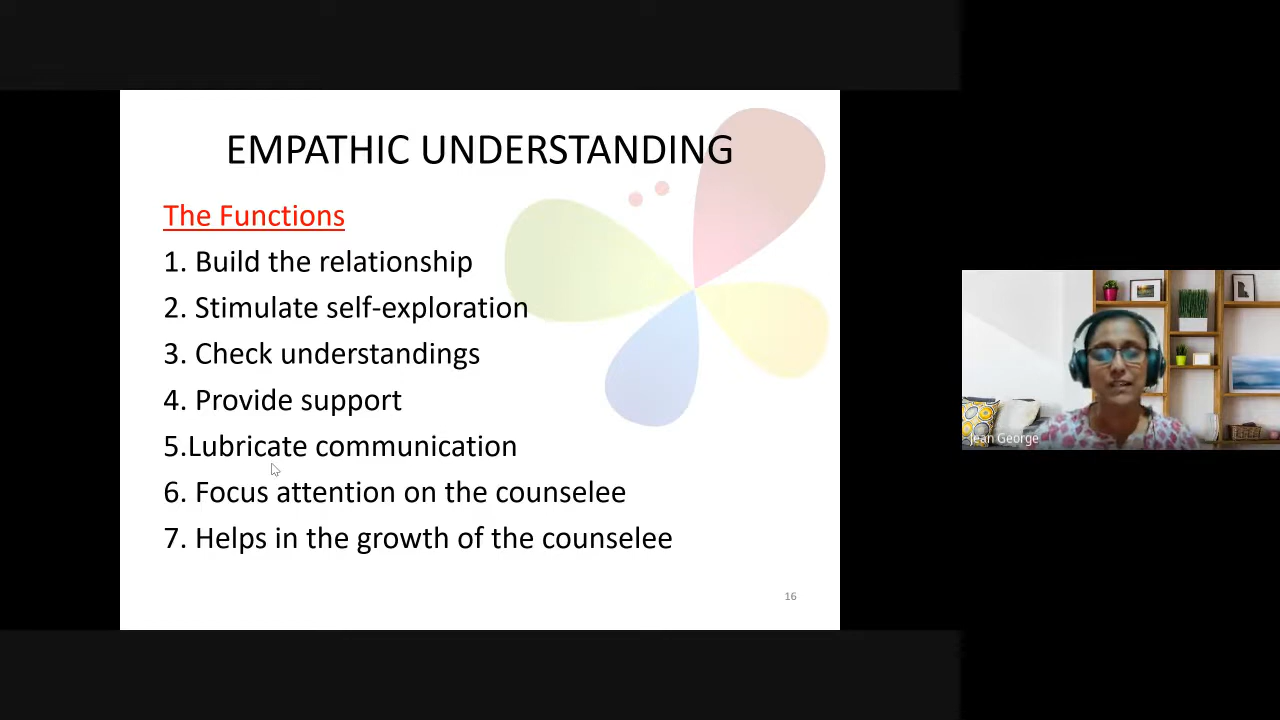 EMPATHIC UNDERSTANDING
The Functions
1. Build the relationship
2. Stimulate self-exploration
3. Check understandings
4. Provide support
5.Lubricate communication
6. Focus attention on the counselee
7. Helps in the growth of the counselee
16
Jean George